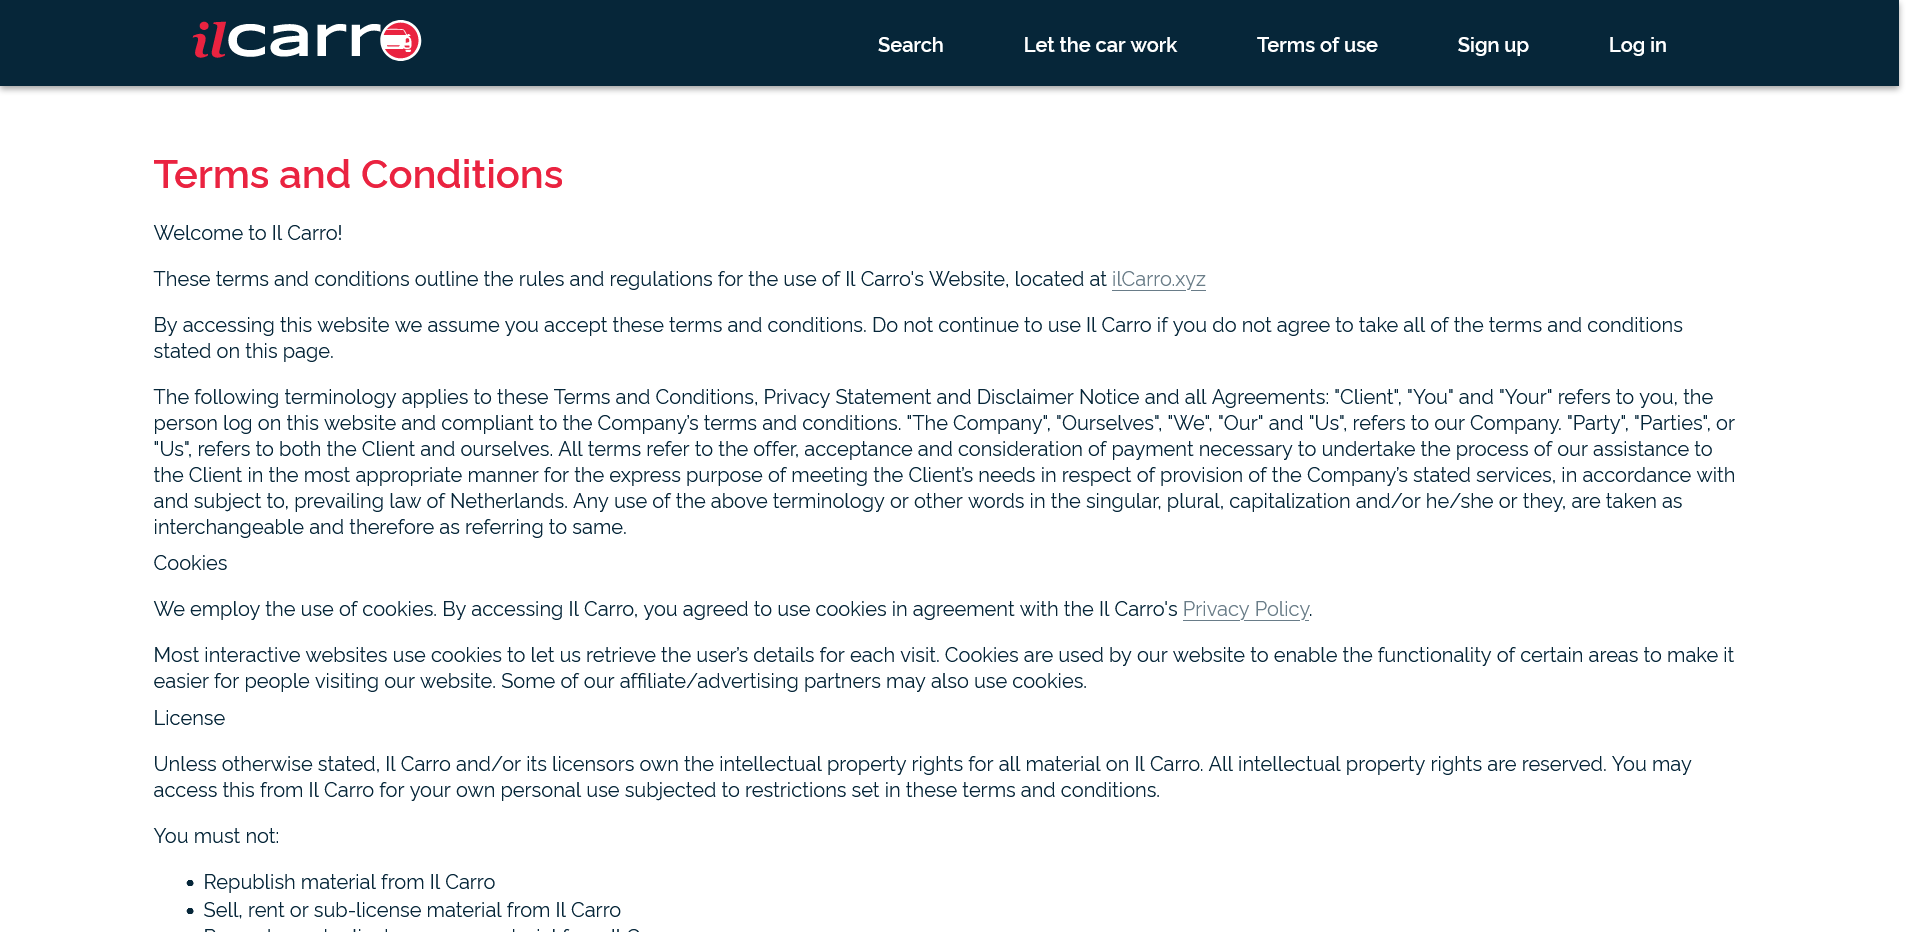 ilcarro
Search
Let the car work
Terms of use
Sign up
Log in
Terms and Conditions
Welcome to Il Carro!
These terms and conditions outline the rules and regulations for the use of Il Carro's Website, located at ilCarro.xyz
By accessing this website we assume you accept these terms and conditions. Do not continue to use Il Carro if you do not agree to take all of the terms and conditions
stated on this page.
The following terminology applies to these Terms and Conditions, Privacy Statement and Disclaimer Notice and all Agreements: "Client", "You" and "Your" refers to you, the
person log on this website and compliant to the Company’s terms and conditions. "The Company", "Ourselves", "We", "Our" and "Us", refers to our Company. "Party", "Parties", or
"Us", refers to both the Client and ourselves. All terms refer to the offer, acceptance and consideration of payment necessary to undertake the process of our assistance to
the Client in the most appropriate manner for the express purpose of meeting the Client’s needs in respect of provision of the Company’s stated services, in accordance with
and subject to, prevailing law of Netherlands. Any use of the above terminology or other words in the singular, plural, capitalization and/or he/she or they, are taken as
interchangeable and therefore as referring to same.
Cookies
We employ the use of cookies. By accessing Il Carro, you agreed to use cookies in agreement with the Il Carro's Privacy Policy.
Most interactive websites use cookies to let us retrieve the user’s details for each visit. Cookies are used by our website to enable the functionality of certain areas to make it
easier for people visiting our website. Some of our affiliate/advertising partners may also use cookies.
License
Unless otherwise stated, Il Carro and/or its licensors own the intellectual property rights for all material on Il Carro. All intellectual property rights are reserved. You may
access this from Il Carro for your own personal use subjected to restrictions set in these terms and conditions.
You must not:
• Republish material from Il Carro
• Sell, rent or sub-license material from Il Carro